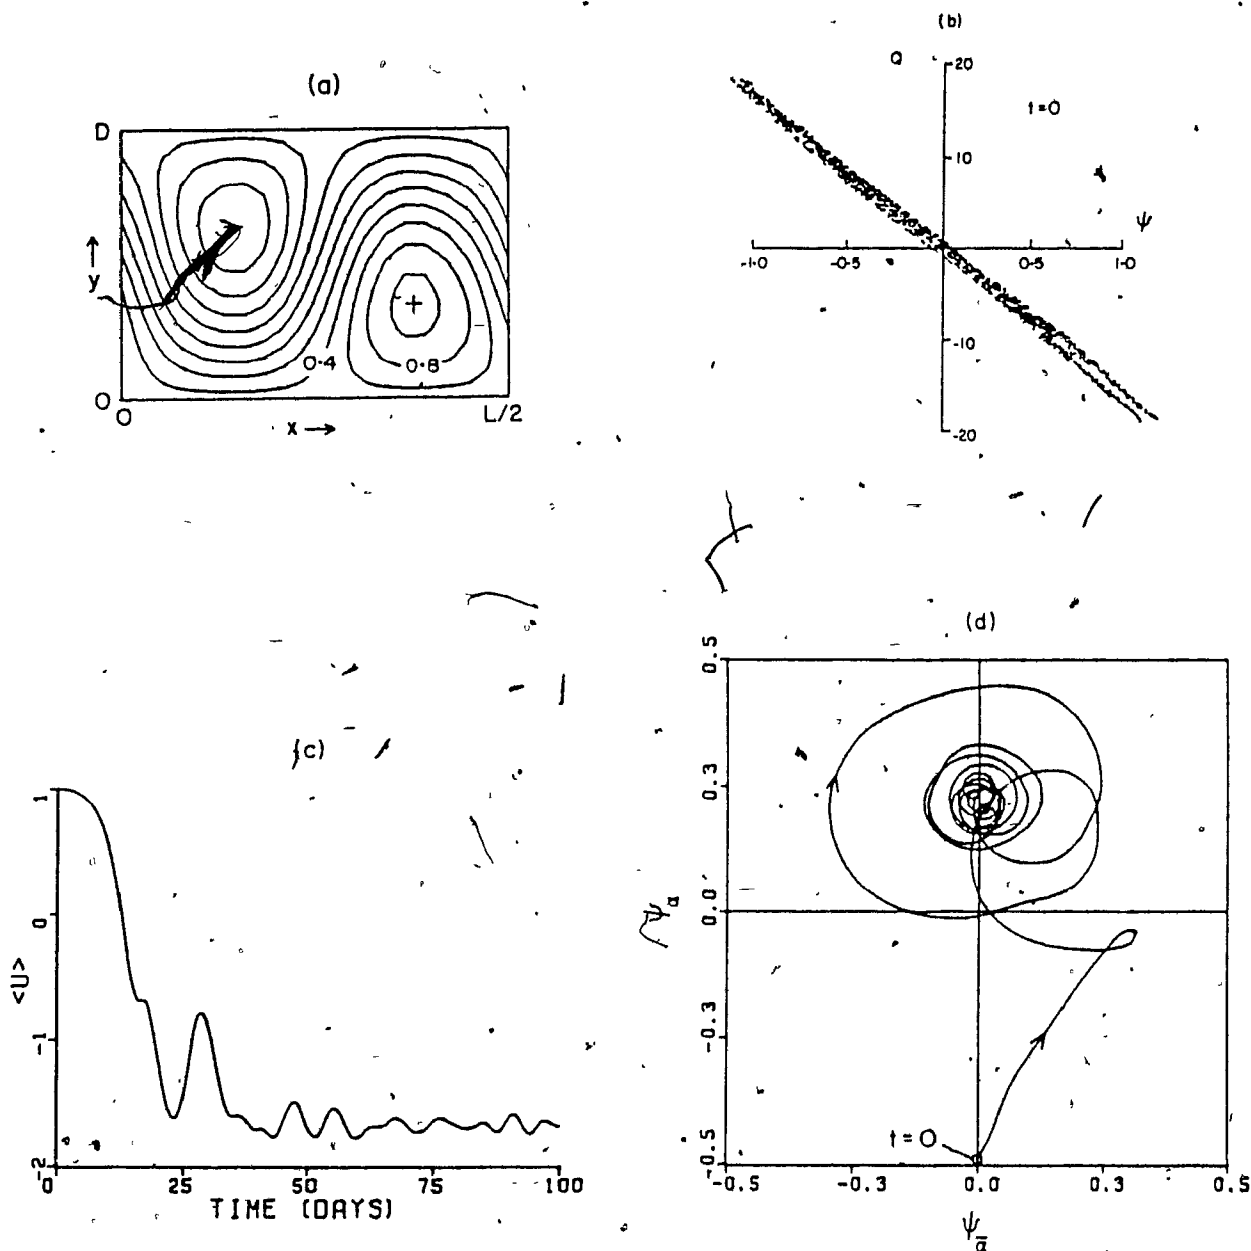 (a)
D
↑
y
O
O
0.4
0.8
L/2
x →
(b)
Q
20
t=0
10
ψ
-1.0
-0.5
0.5
1.0
-10
-20
(c)
1
0
-1
-2
<U>
0
25
50
75
100
TIME (DAYS)
(d)
0.5
0.3
0.0
-0.3
-0.5
ψa
t=0
-0.5
-0.3
0.0
0.3
0.5
ψā